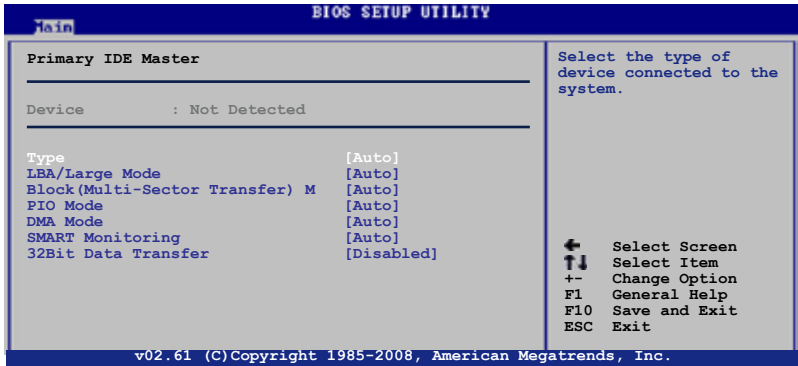 BIOS SETUP UTILITY
Main
Primary IDE Master
Device : Not Detected
Type [Auto]
LBA/Large Mode [Auto]
Block(Multi-Sector Transfer) M [Auto]
PIO Mode [Auto]
DMA Mode [Auto]
SMART Monitoring [Auto]
32Bit Data Transfer [Disabled]
Select the type of
device connected to the
system.
← Select Screen
↑↓ Select Item
+- Change Option
F1 General Help
F10 Save and Exit
ESC Exit
v02.61 (C)Copyright 1985-2008, American Megatrends, Inc.